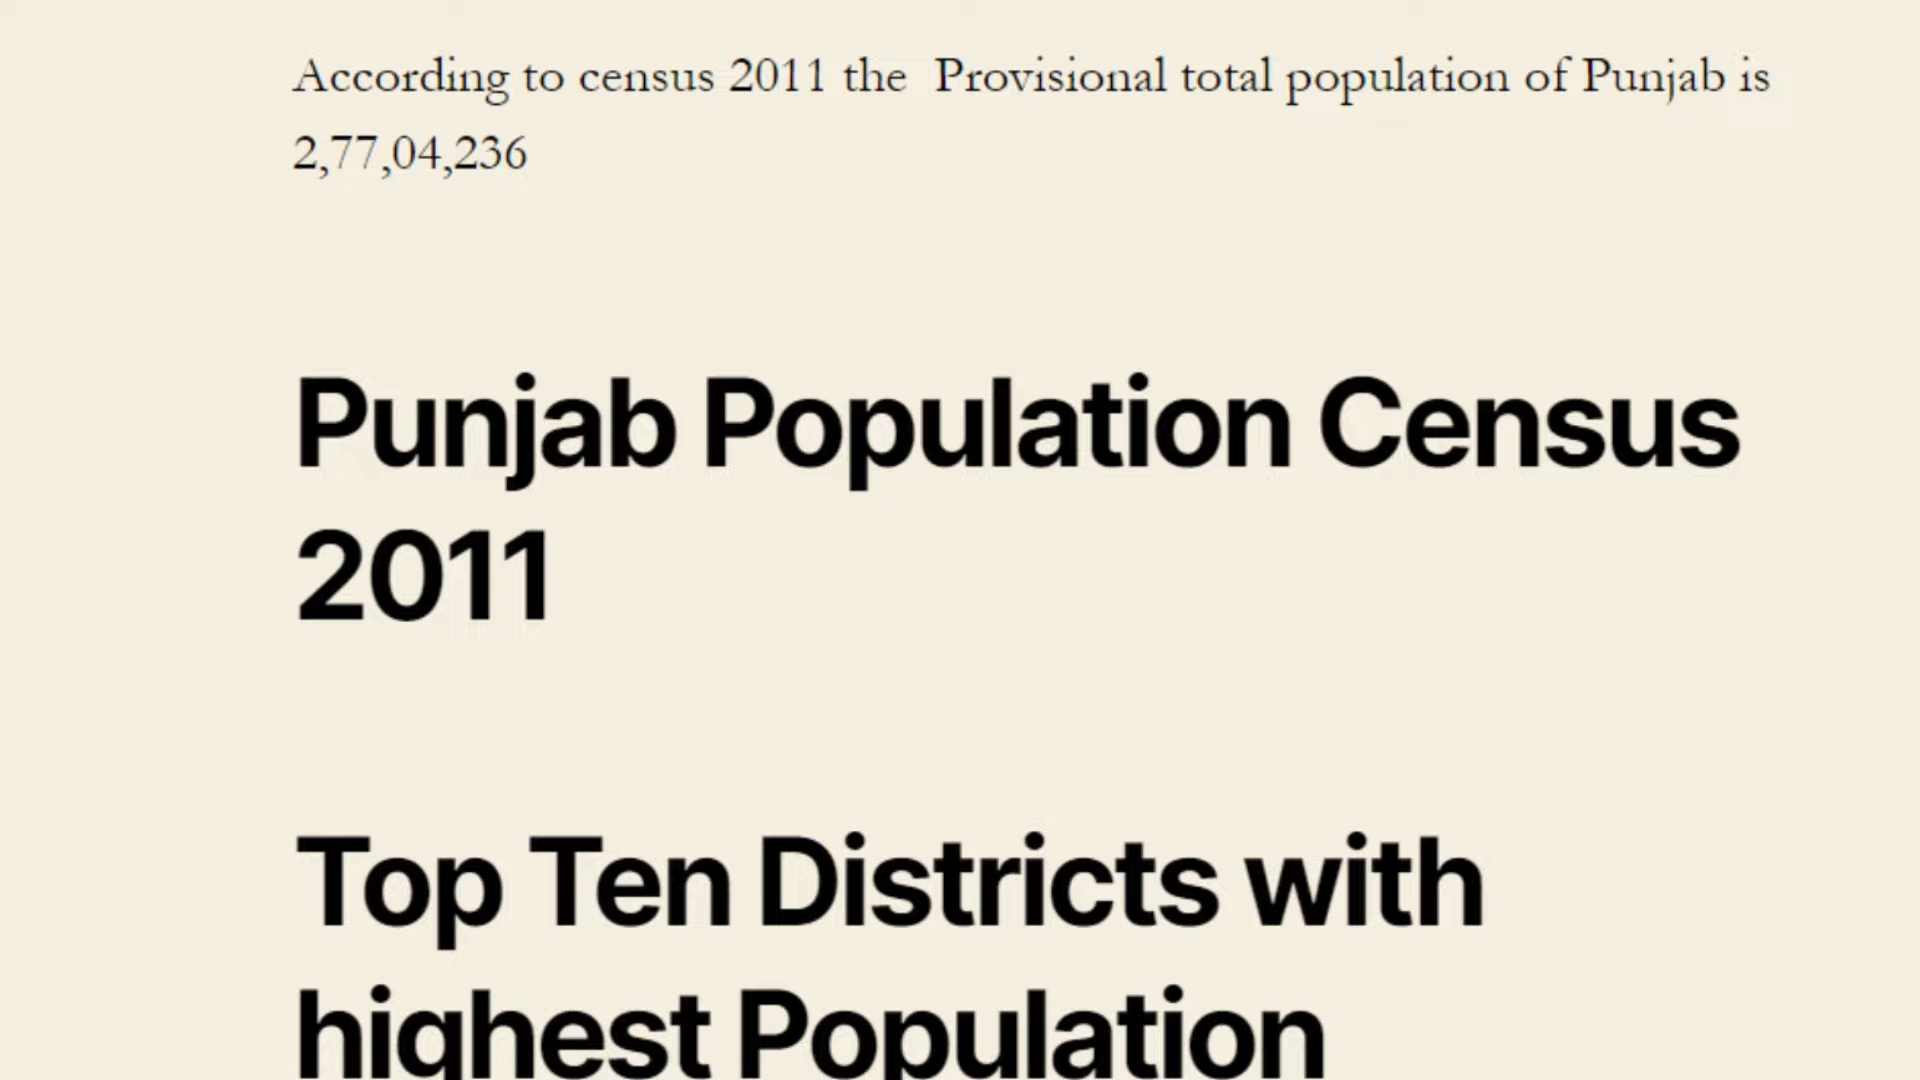 According to census 2011 the  Provisional total population of Punjab is
2,77,04,236
Punjab Population Census
2011
Top Ten Districts with
highest Population